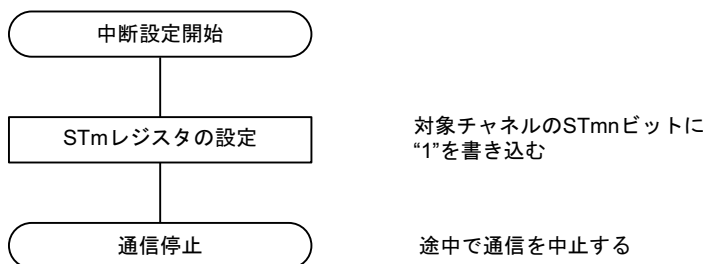 中断設定開始
STmレジスタの設定
対象チャネルのSTmnビットに
“1”を書き込む
通信停止
途中で通信を中止する